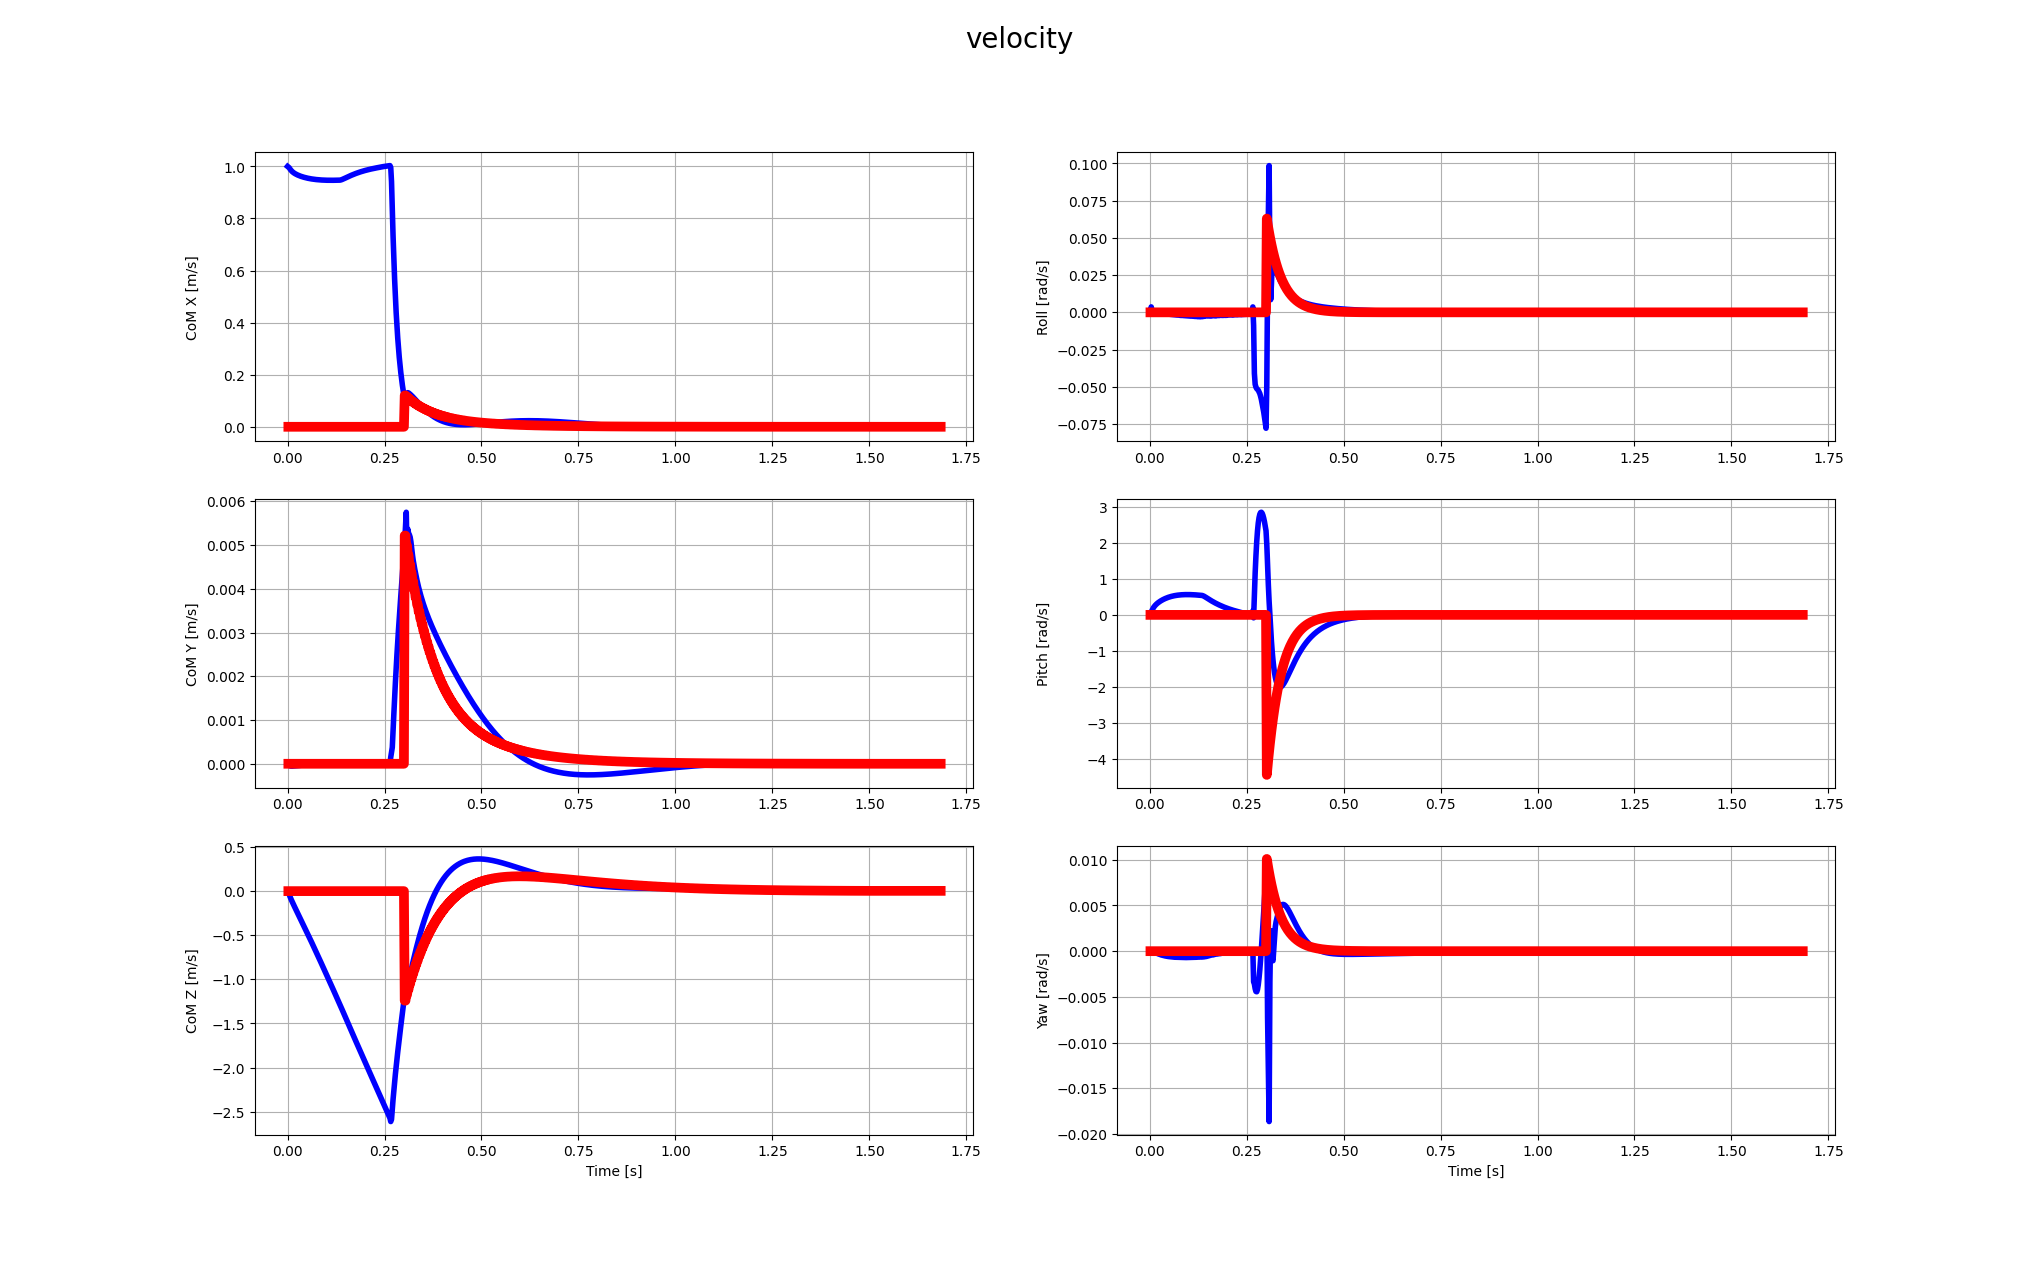 velocity
CoM X [m/s]
1.0
0.8
0.6
0.4
0.2
0.0
0.00 0.25 0.50 0.75 1.00 1.25 1.50 1.75
Roll [rad/s]
0.100
0.075
0.050
0.025
0.000
−0.025
−0.050
−0.075
0.00 0.25 0.50 0.75 1.00 1.25 1.50 1.75
CoM Y [m/s]
0.006
0.005
0.004
0.003
0.002
0.001
0.000
0.00 0.25 0.50 0.75 1.00 1.25 1.50 1.75
Pitch [rad/s]
3
2
1
0
−1
−2
−3
−4
0.00 0.25 0.50 0.75 1.00 1.25 1.50 1.75
CoM Z [m/s]
0.5
0.0
−0.5
−1.0
−1.5
−2.0
−2.5
0.00 0.25 0.50 0.75 1.00 1.25 1.50 1.75
Time [s]
Yaw [rad/s]
0.010
0.005
0.000
−0.005
−0.010
−0.015
−0.020
0.00 0.25 0.50 0.75 1.00 1.25 1.50 1.75
Time [s]